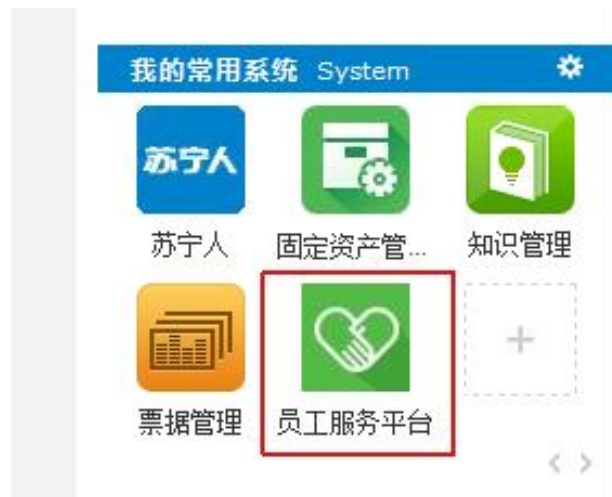 我的常用系统 System
苏宁人
苏宁人 固定资产管... 知识管理
票据管理 员工服务平台